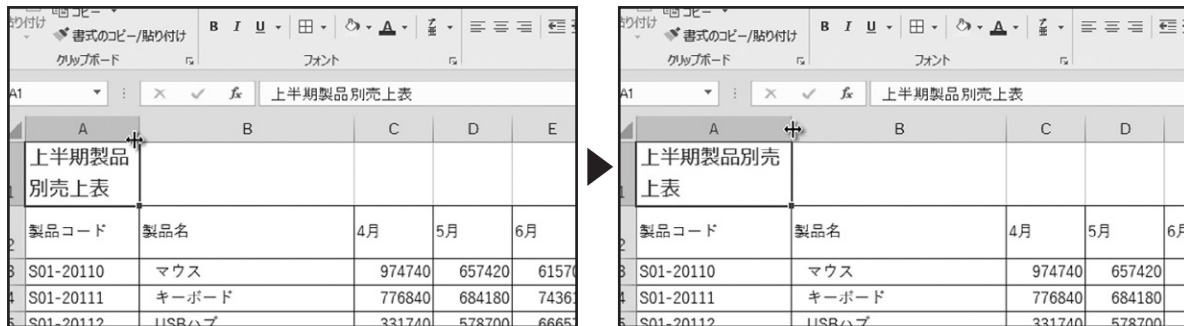 貼り付け
書式のコピー/貼り付け
B I U A
クリップボード
フォント
A1
fx 上半期製品別売上表
A B C D E
上半期製品
別売上表
2 製品コード 製品名 4月 5月 6月
3 S01-20110 マウス 974740 657420
4 S01-20111 キーボード 776840 684180
5 S01-20112 USBハブ 331740 578700
書式のコピー/貼り付け
B I U A
クリップボード
フォント
A1
fx 上半期製品別売上表
A B C D
上半期製品別売
上表
製品コード 製品名 4月 5月
3 S01-20110 マウス 974740 657420
4 S01-20111 キーボード 776840 684180
5 S01-20112 USBハブ 331740 578700